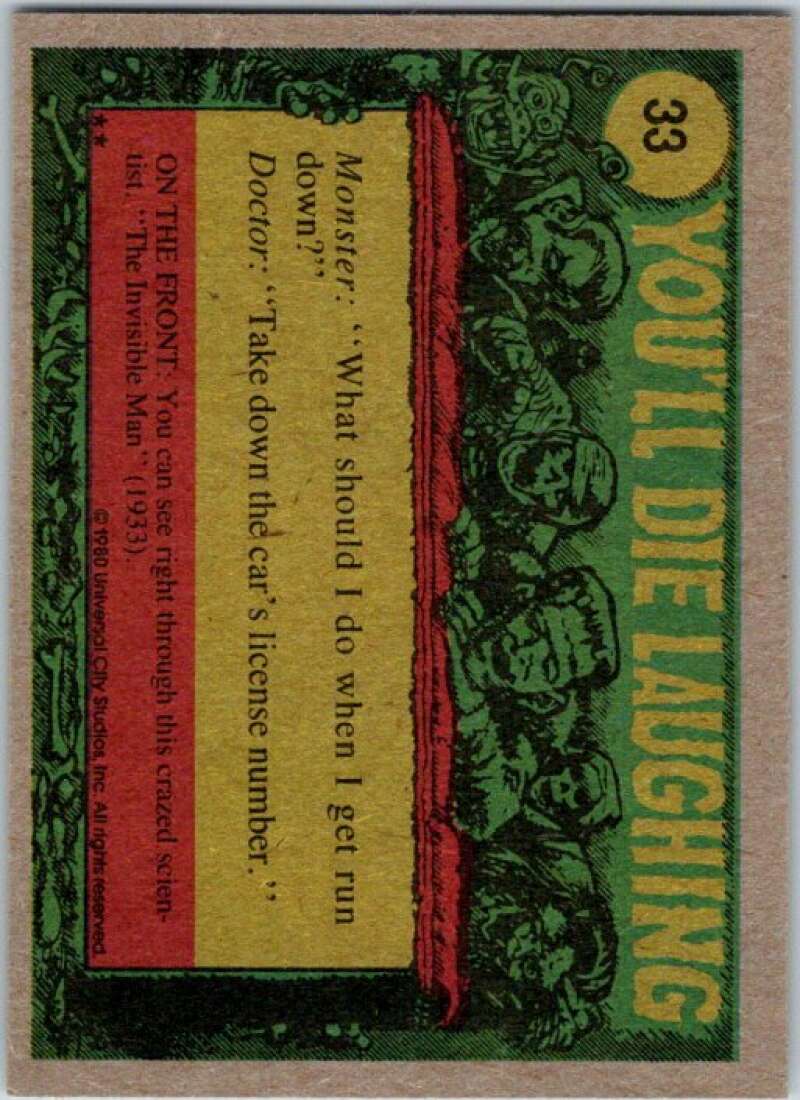 33
YOU'LL DIE LAUGHING
Monster: "What should I do when I get run
down?"
Doctor: "Take down the car's license number."
ON THE FRONT: You can see right through this crazed scien-
tist. "The Invisible Man" (1933).
** ©1980 Universal City Studios, Inc. All rights reserved.